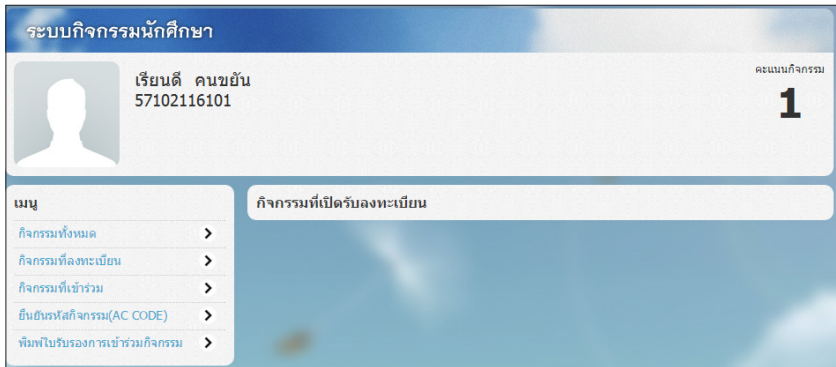 ระบบกิจกรรมนักศึกษา
เรียนดี คนขยัน
57102116101
คะแนนกิจกรรม
1
เมนู
กิจกรรมทั้งหมด
กิจกรรมที่ลงทะเบียน
กิจกรรมที่เข้าร่วม
ยืนยันรหัสกิจกรรม(AC CODE)
พิมพ์ใบรับรองการเข้าร่วมกิจกรรม
กิจกรรมที่เปิดรับลงทะเบียน